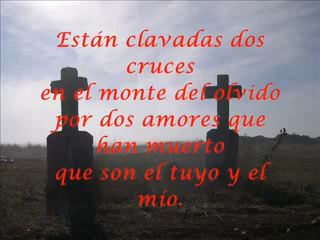 Están clavadas dos
cruces
en el monte del olvido
por dos amores que
han muerto
que son el tuyo y el
mío.